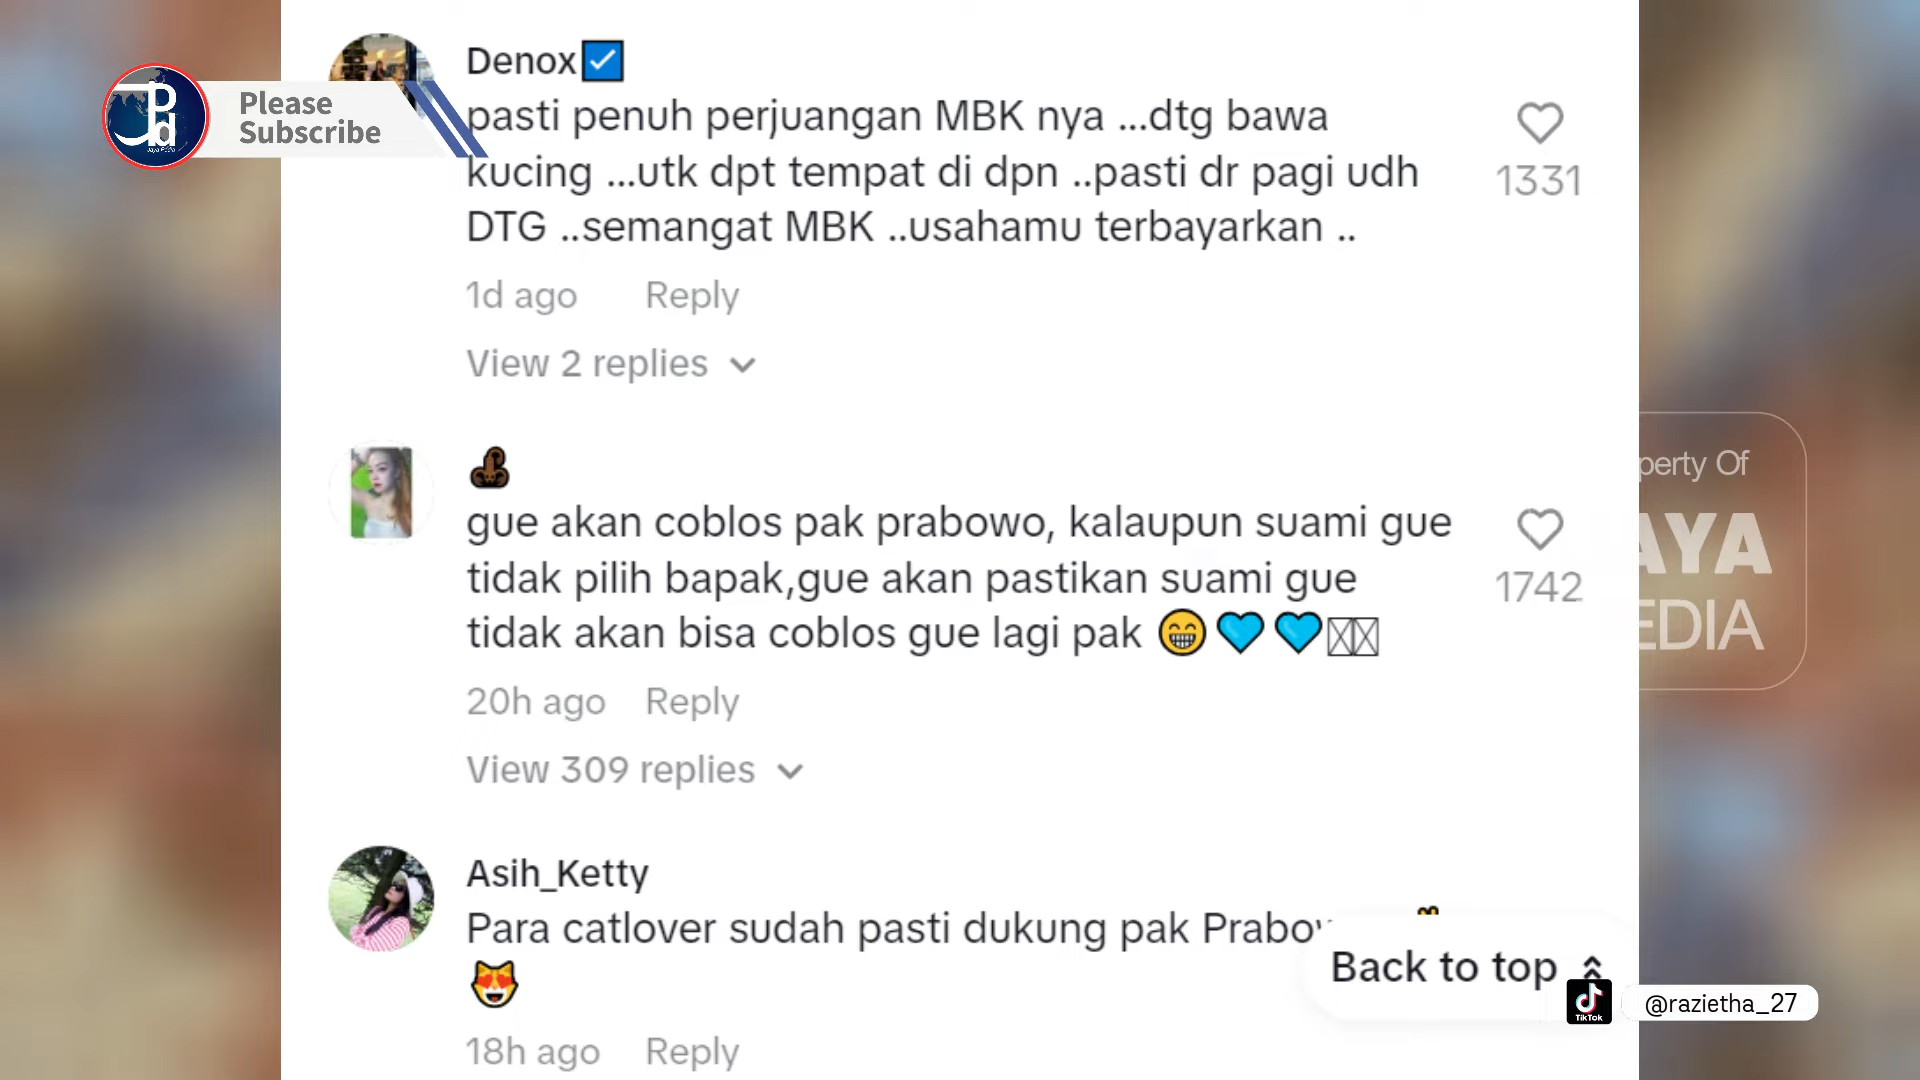 Denox
Please
Subscribe
Jaya Pedia
pasti penuh perjuangan MBK nya ...dtg bawa
kucing ...utk dpt tempat di dpn ..pasti dr pagi udh
DTG ..semangat MBK ..usahamu terbayarkan ..
1331
1d ago Reply
View 2 replies
gue akan coblos pak prabowo, kalaupun suami gue
tidak pilih bapak,gue akan pastikan suami gue
tidak akan bisa coblos gue lagi pak 😁🩵🩵
1742
20h ago Reply
View 309 replies
perty Of
AYA
EDIA
Asih_Ketty
Para catlover sudah pasti dukung pak Prabow
😻
Back to top
TikTok
@razietha_27
18h ago Reply